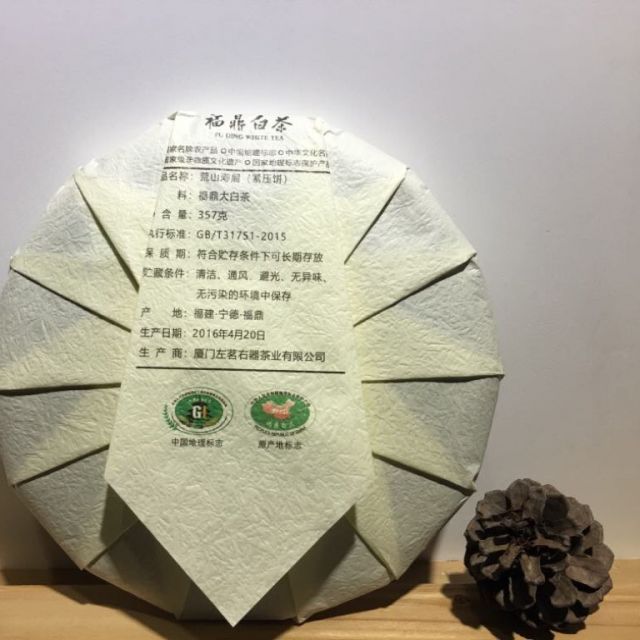 福鼎白茶
FU DING WHITE TEA
家名牌农产品 中国地理标志 中华文化名
国家级非物质文化遗产 国家地理标志保护产
品名称：荒山寿眉（紧压饼）
料：福鼎大白茶
含量：357克
执行标准：GB/T31751-2015
保质期：符合贮存条件下可长期存放
贮藏条件：清洁、通风、避光、无异味、
无污染的环境中保存
产地：福建·宁德·福鼎
生产日期：2016年4月20日
生产商：厦门左茗右器茶业有限公司
中国地理标志 原产地标志